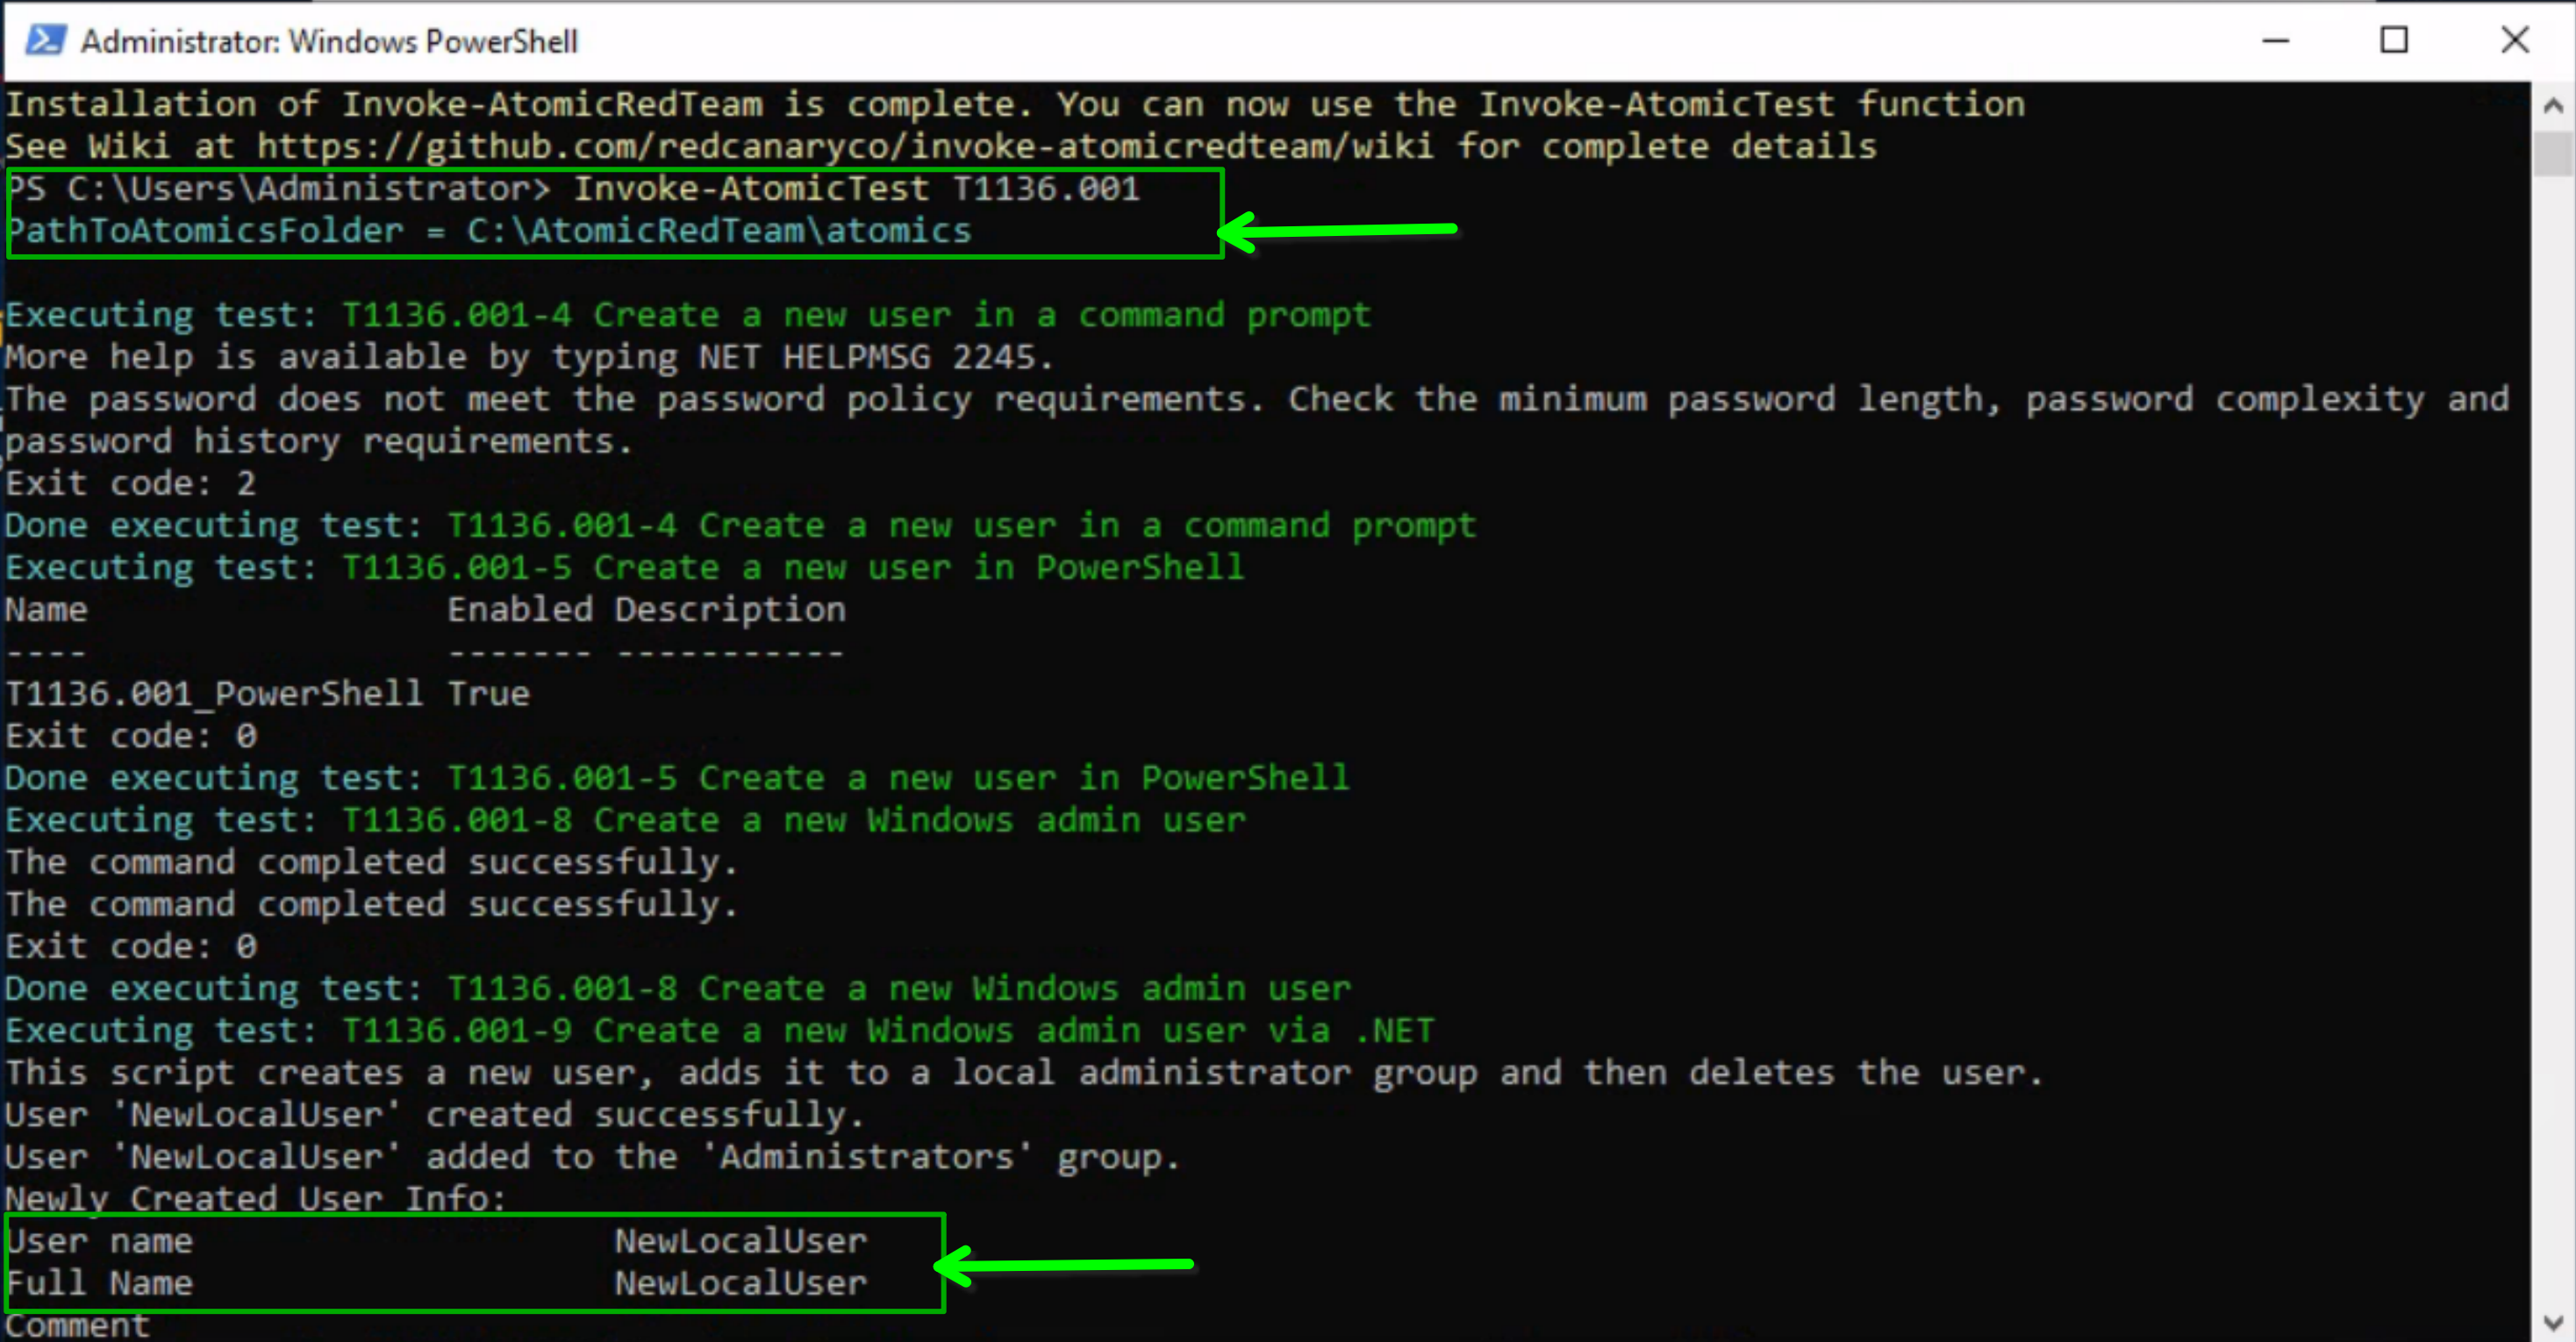 Administrator: Windows PowerShell
Installation of Invoke-AtomicRedTeam is complete. You can now use the Invoke-AtomicTest function
See Wiki at https://github.com/redcanaryco/invoke-atomicredteam/wiki for complete details
PS C:\Users\Administrator> Invoke-AtomicTest T1136.001
PathToAtomicsFolder = C:\AtomicRedTeam\atomics
Executing test: T1136.001-4 Create a new user in a command prompt
More help is available by typing NET HELPMSG 2245.
The password does not meet the password policy requirements. Check the minimum password length, password complexity and
password history requirements.
Exit code: 2
Done executing test: T1136.001-4 Create a new user in a command prompt
Executing test: T1136.001-5 Create a new user in PowerShell
Name                 Enabled Description
----                 ------- -----------
T1136.001_PowerShell True
Exit code: 0
Done executing test: T1136.001-5 Create a new user in PowerShell
Executing test: T1136.001-8 Create a new Windows admin user
The command completed successfully.
The command completed successfully.
Exit code: 0
Done executing test: T1136.001-8 Create a new Windows admin user
Executing test: T1136.001-9 Create a new Windows admin user via .NET
This script creates a new user, adds it to a local administrator group and then deletes the user.
User 'NewLocalUser' created successfully.
User 'NewLocalUser' added to the 'Administrators' group.
Newly Created User Info:
User name                    NewLocalUser
Full Name                    NewLocalUser
Comment